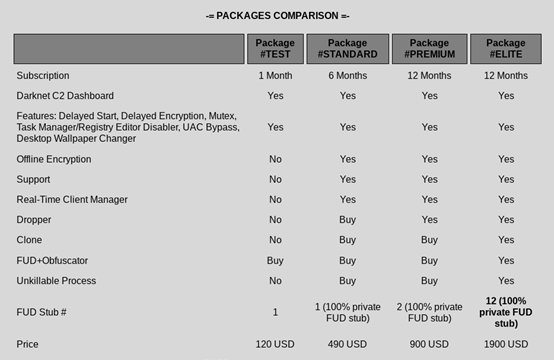 -= PACKAGES COMPARISON =-
Package #TEST Package #STANDARD Package #PREMIUM Package #ELITE
Subscription 1 Month 6 Months 12 Months 12 Months
Darknet C2 Dashboard Yes Yes Yes Yes
Features: Delayed Start, Delayed Encryption, Mutex,
Task Manager/Registry Editor Disabler, UAC Bypass, Yes Yes Yes Yes
Desktop Wallpaper Changer
Offline Encryption No Yes Yes Yes
Support No Yes Yes Yes
Real-Time Client Manager No Yes Yes Yes
Dropper No Buy Yes Yes
Clone No Buy Buy Yes
FUD+Obfuscator Buy Buy Buy Yes
Unkillable Process No Buy Buy Yes
FUD Stub # 1 1 (100% private FUD stub) 2 (100% private FUD stub) 12 (100% private FUD stub)
Price 120 USD 490 USD 900 USD 1900 USD